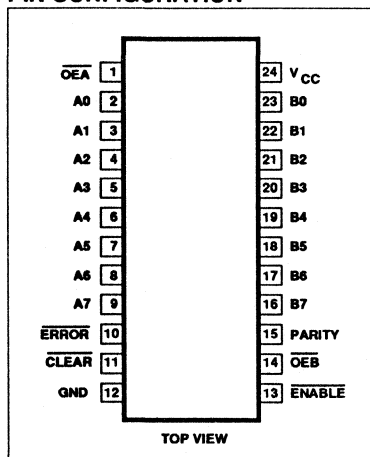 PIN CONFIGURATION
OEA 1 24 VCC
A0 2 23 B0
A1 3 22 B1
A2 4 21 B2
A3 5 20 B3
A4 6 19 B4
A5 7 18 B5
A6 8 17 B6
A7 9 16 B7
ERROR 10 15 PARITY
CLEAR 11 14 OEB
GND 12 13 ENABLE
TOP VIEW